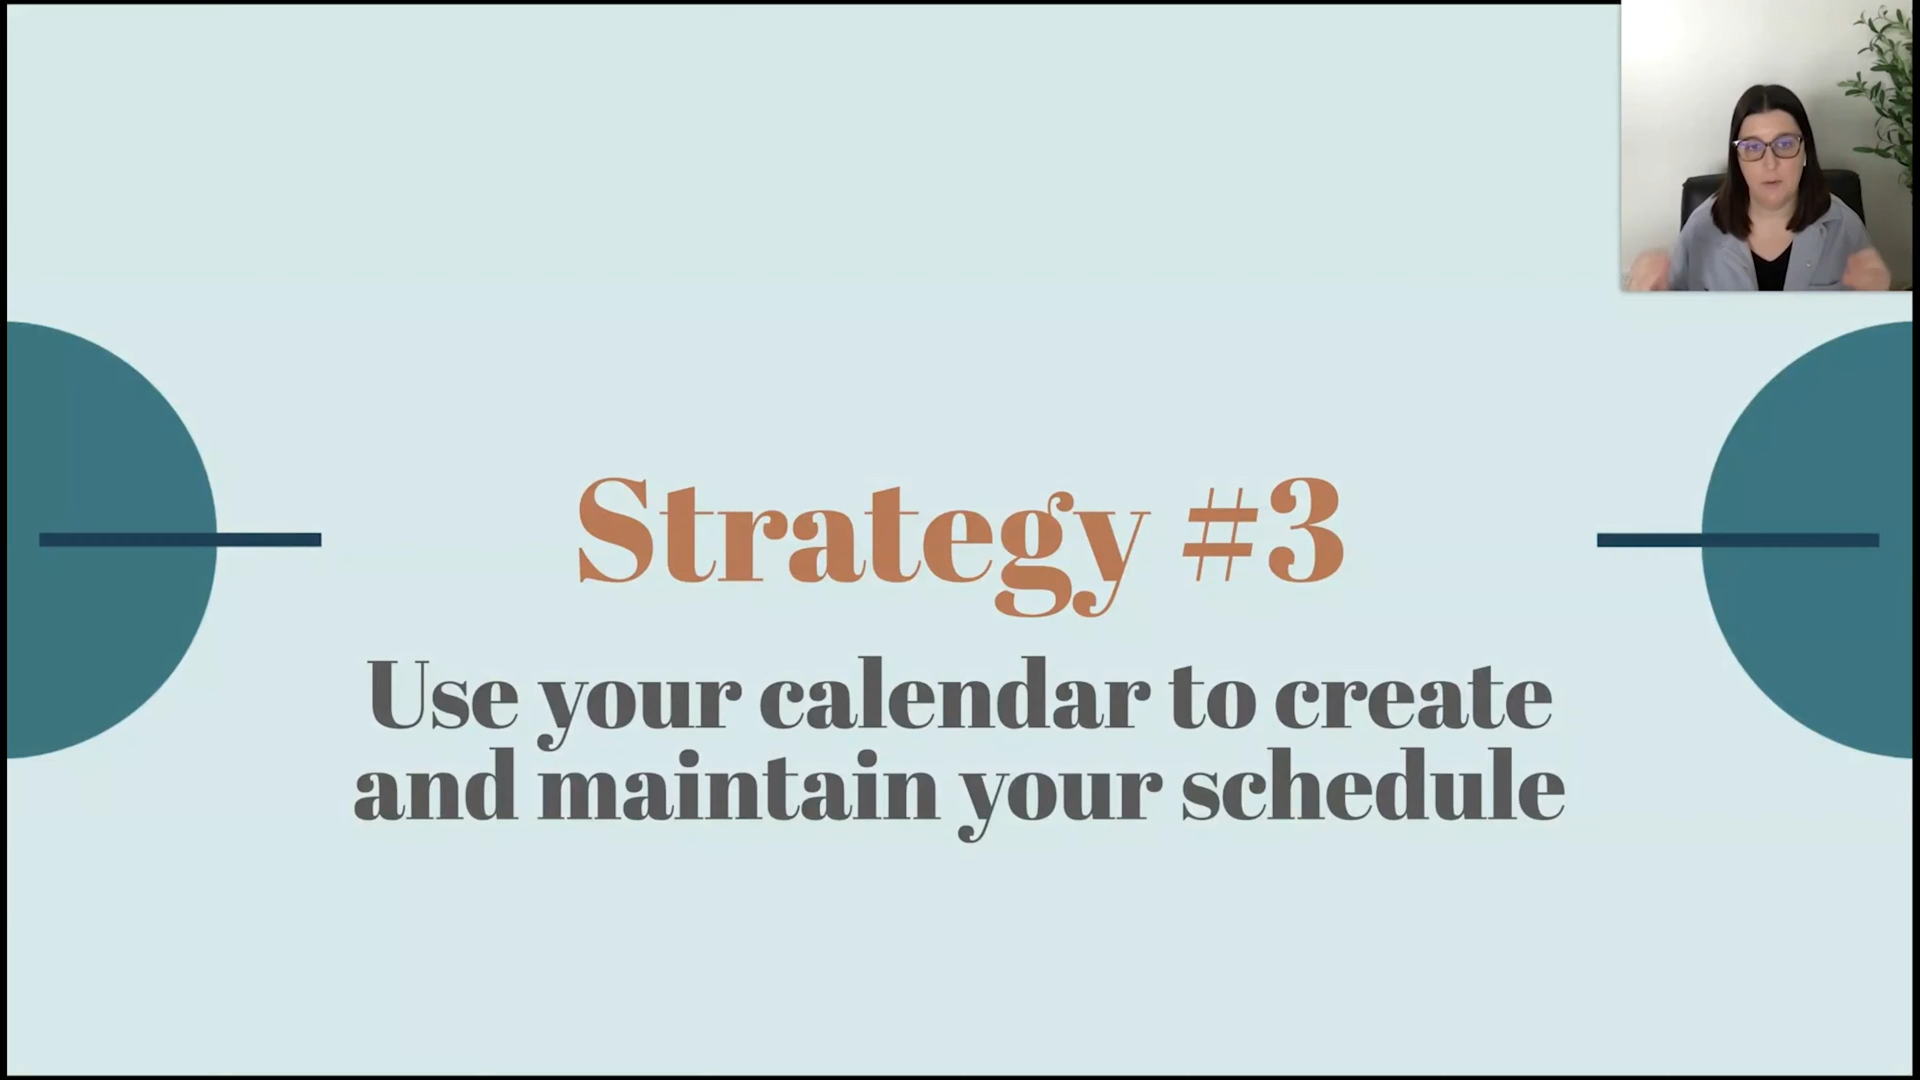 Strategy #3
Use your calendar to create
and maintain your schedule